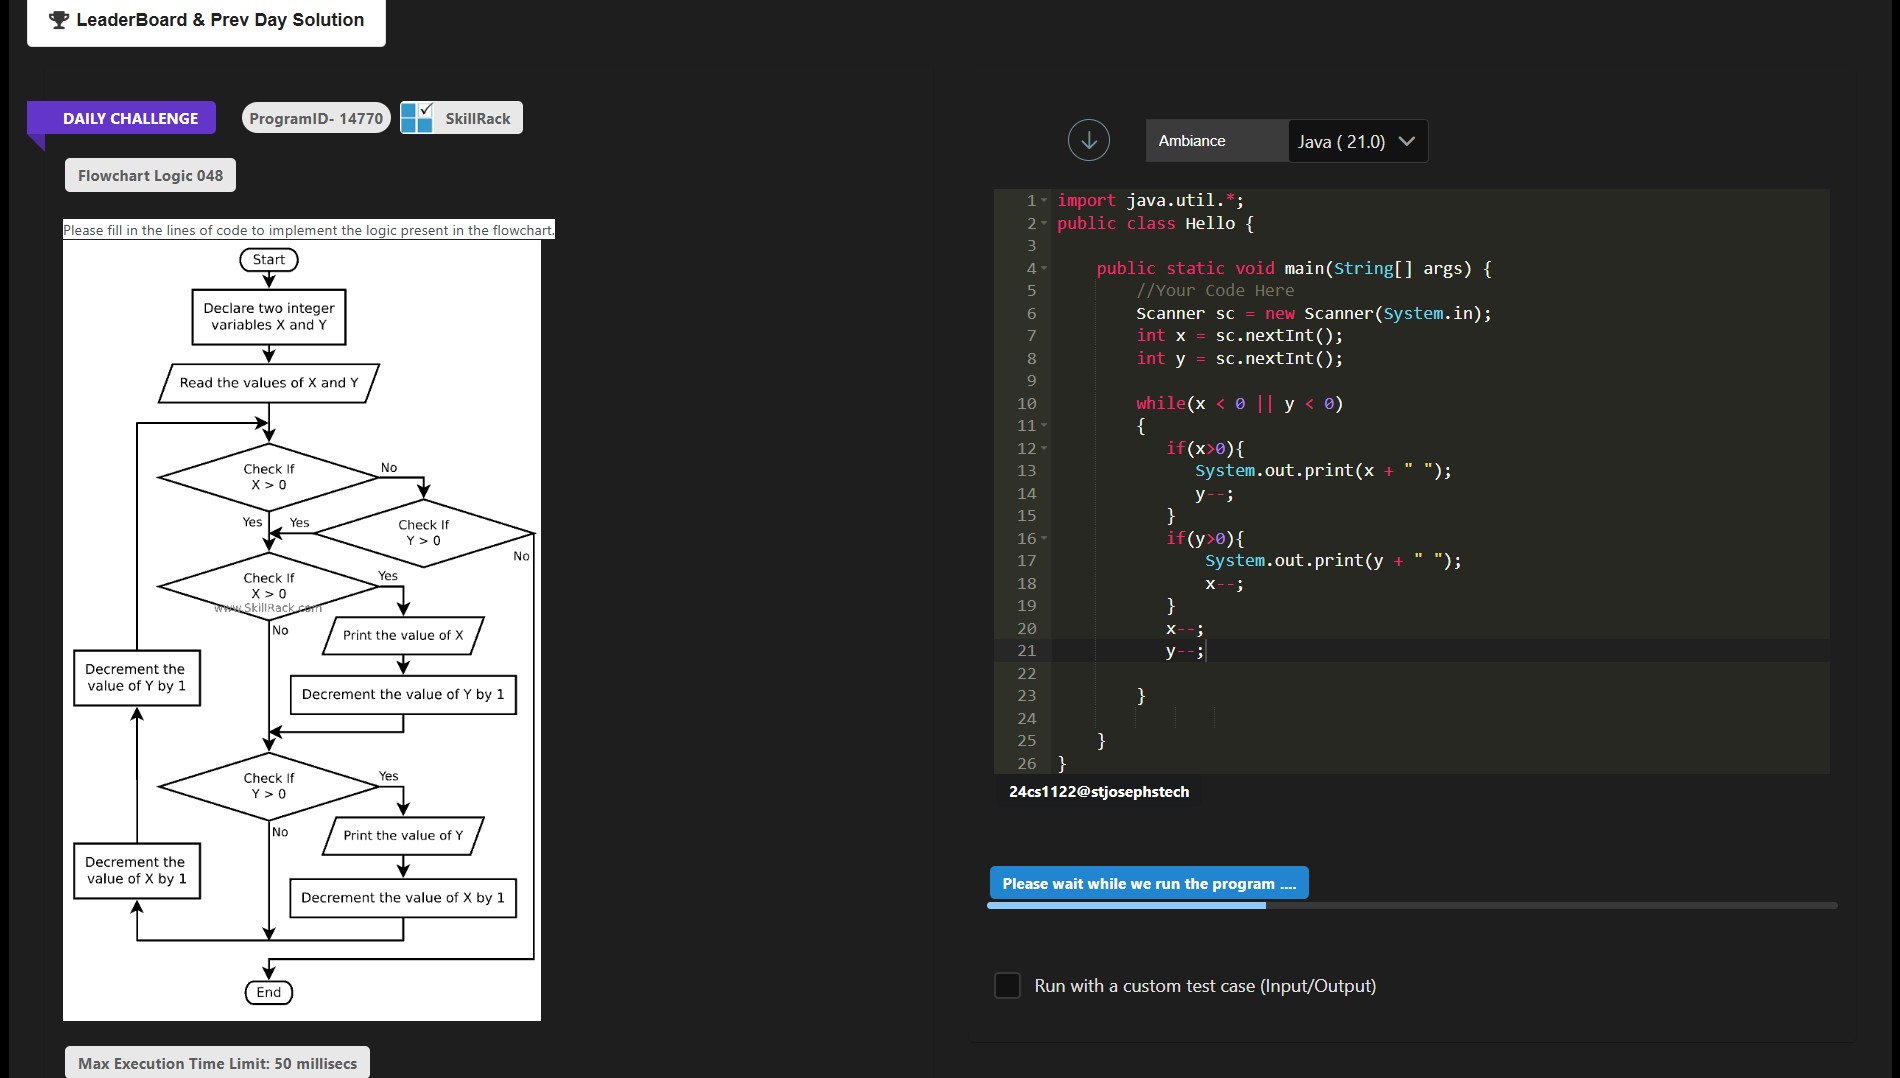 LeaderBoard & Prev Day Solution
DAILY CHALLENGE
ProgramID- 14770
SkillRack
Flowchart Logic 048
Please fill in the lines of code to implement the logic present in the flowchart.
Start
Declare two integer
variables X and Y
Read the values of X and Y
Check If
X > 0
No
Yes
Yes
Check If
Y > 0
No
Check If
X > 0
Yes
www.SkillRack.com
No
Print the value of X
Decrement the
value of Y by 1
Decrement the value of Y by 1
Check If
Y > 0
Yes
No
Print the value of Y
Decrement the
value of X by 1
Decrement the value of X by 1
End
Max Execution Time Limit: 50 millisecs
Ambiance
Java ( 21.0)
1 import java.util.*;
2 public class Hello {
3
4 public static void main(String[] args) {
5 //Your Code Here
6 Scanner sc = new Scanner(System.in);
7 int x = sc.nextInt();
8 int y = sc.nextInt();
9
10 while(x < 0 || y < 0)
11 {
12 if(x>0){
13 System.out.print(x + " ");
14 y--;
15 }
16 if(y>0){
17 System.out.print(y + " ");
18 x--;
19 }
20 x--;
21 y--;
22
23 }
24
25 }
26 }
24cs1122@stjosephstech
Please wait while we run the program ....
Run with a custom test case (Input/Output)